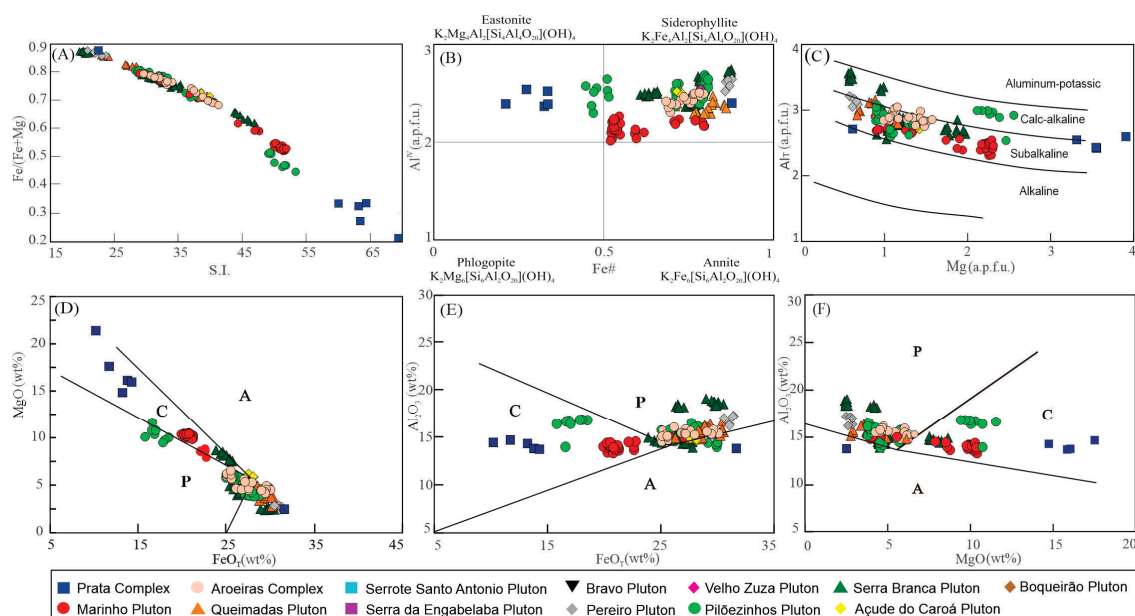 Eastonite
K₂Mg₄Al₂[Si₄Al₄O₂₀](OH)₄
Siderophyllite
K₂Fe₄Al₂[Si₄Al₄O₂₀](OH)₄
(A)
0.9
0.8
0.7
0.6
0.5
0.4
0.3
0.2
Fe/(Fe+Mg)
15
25
35
45
55
65
S.I.
(B)
3
2
1
Al^IV (a.p.f.u.)
0
0.5
1
Fe#
Phlogopite
K₂Mg₆[Si₆Al₂O₂₀](OH)₄
Annite
K₂Fe₆[Si₆Al₂O₂₀](OH)₄
(C)
4
3
2
1
Al_T (a.p.f.u.)
Aluminum-potassic
Calc-alkaline
Subalkaline
Alkaline
0
1
2
3
4
Mg(a.p.f.u.)
(D)
25
20
15
10
5
0
MgO (wt%)
A
C
P
5
15
25
35
45
FeO_T(wt%)
(E)
30
25
20
15
10
5
Al₂O₃ (wt%)
P
C
A
5
15
25
35
FeO_T(wt%)
(F)
30
25
20
15
10
5
Al₂O₃ (wt%)
P
C
A
0
5
10
15
20
MgO (wt%)
Prata Complex
Aroeiras Complex
Serrote Santo Antonio Pluton
Bravo Pluton
Velho Zuza Pluton
Serra Branca Pluton
Boqueirão Pluton
Marinho Pluton
Queimadas Pluton
Serra da Engabelaba Pluton
Pereiro Pluton
Pilõezinhos Pluton
Açude do Caroá Pluton